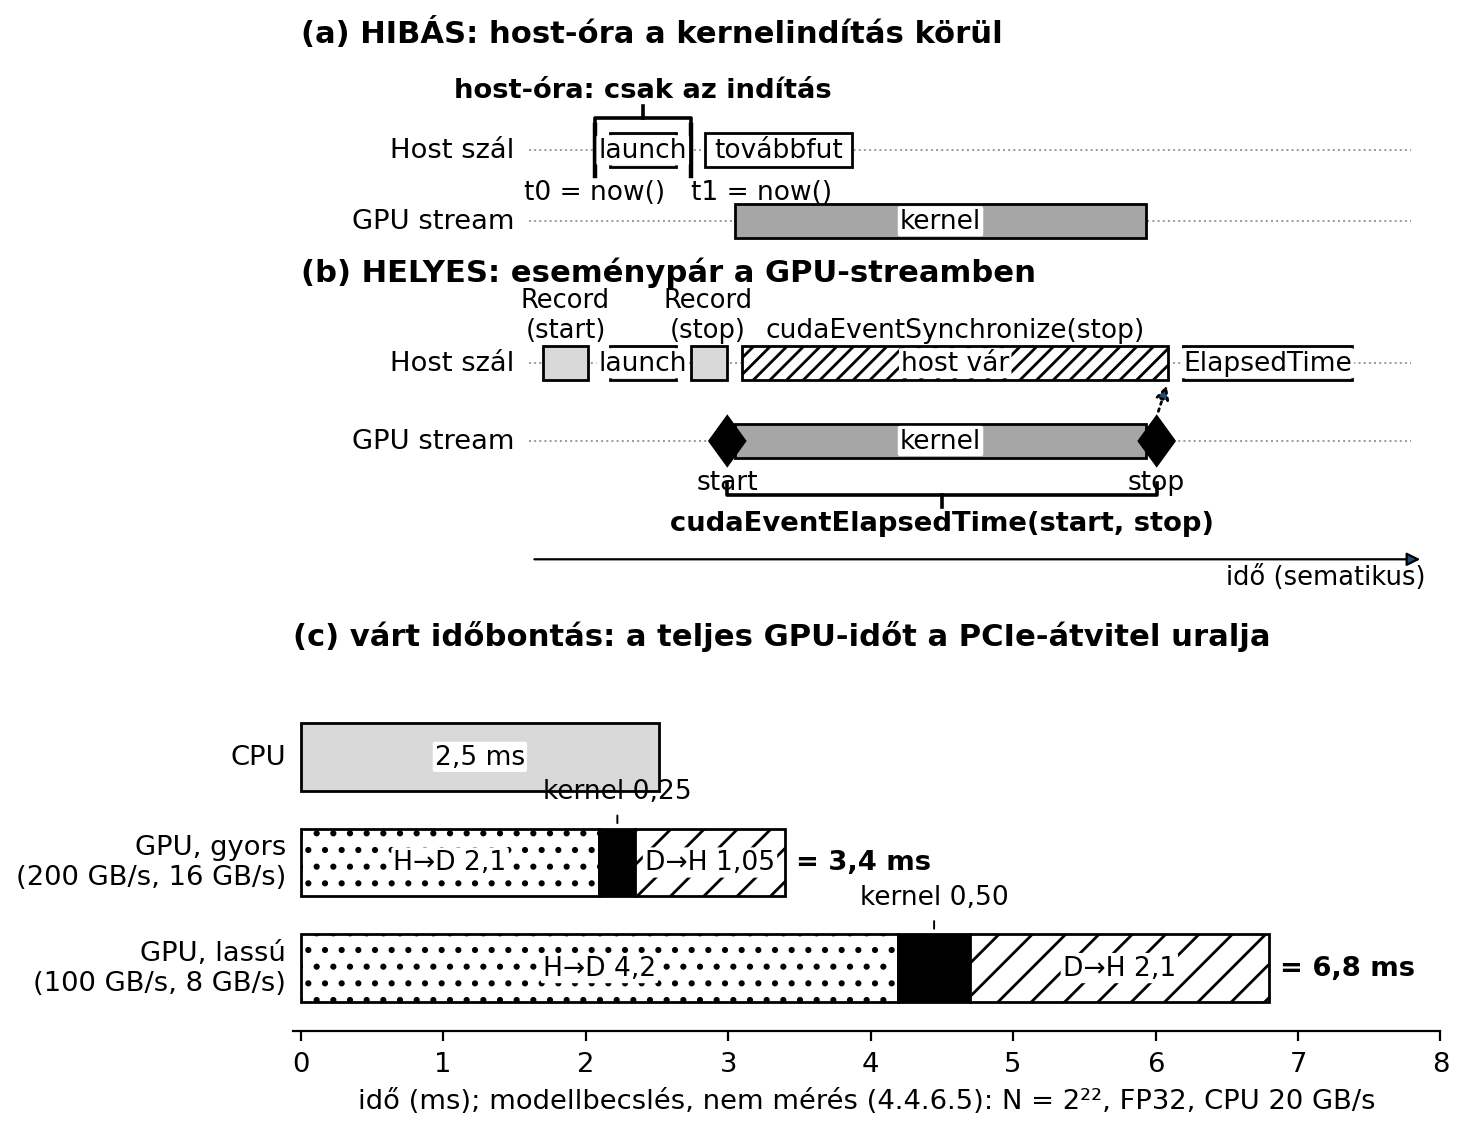 (a) HIBÁS: host-óra a kernelindítás körül
host-óra: csak az indítás
Host szál
launch
továbbfut
t0 = now()
t1 = now()
GPU stream
kernel
(b) HELYES: eseménypár a GPU-streamben
Record
(start)
Record
(stop)
cudaEventSynchronize(stop)
Host szál
launch
host vár
ElapsedTime
GPU stream
kernel
start
stop
cudaEventElapsedTime(start, stop)
idő (sematikus)
(c) várt időbontás: a teljes GPU-időt a PCIe-átvitel uralja
CPU
2,5 ms
kernel 0,25
GPU, gyors
(200 GB/s, 16 GB/s)
H→D 2,1
D→H 1,05
= 3,4 ms
kernel 0,50
GPU, lassú
(100 GB/s, 8 GB/s)
H→D 4,2
D→H 2,1
= 6,8 ms
0 1 2 3 4 5 6 7 8
idő (ms); modellbecslés, nem mérés (4.4.6.5): N = 2²², FP32, CPU 20 GB/s